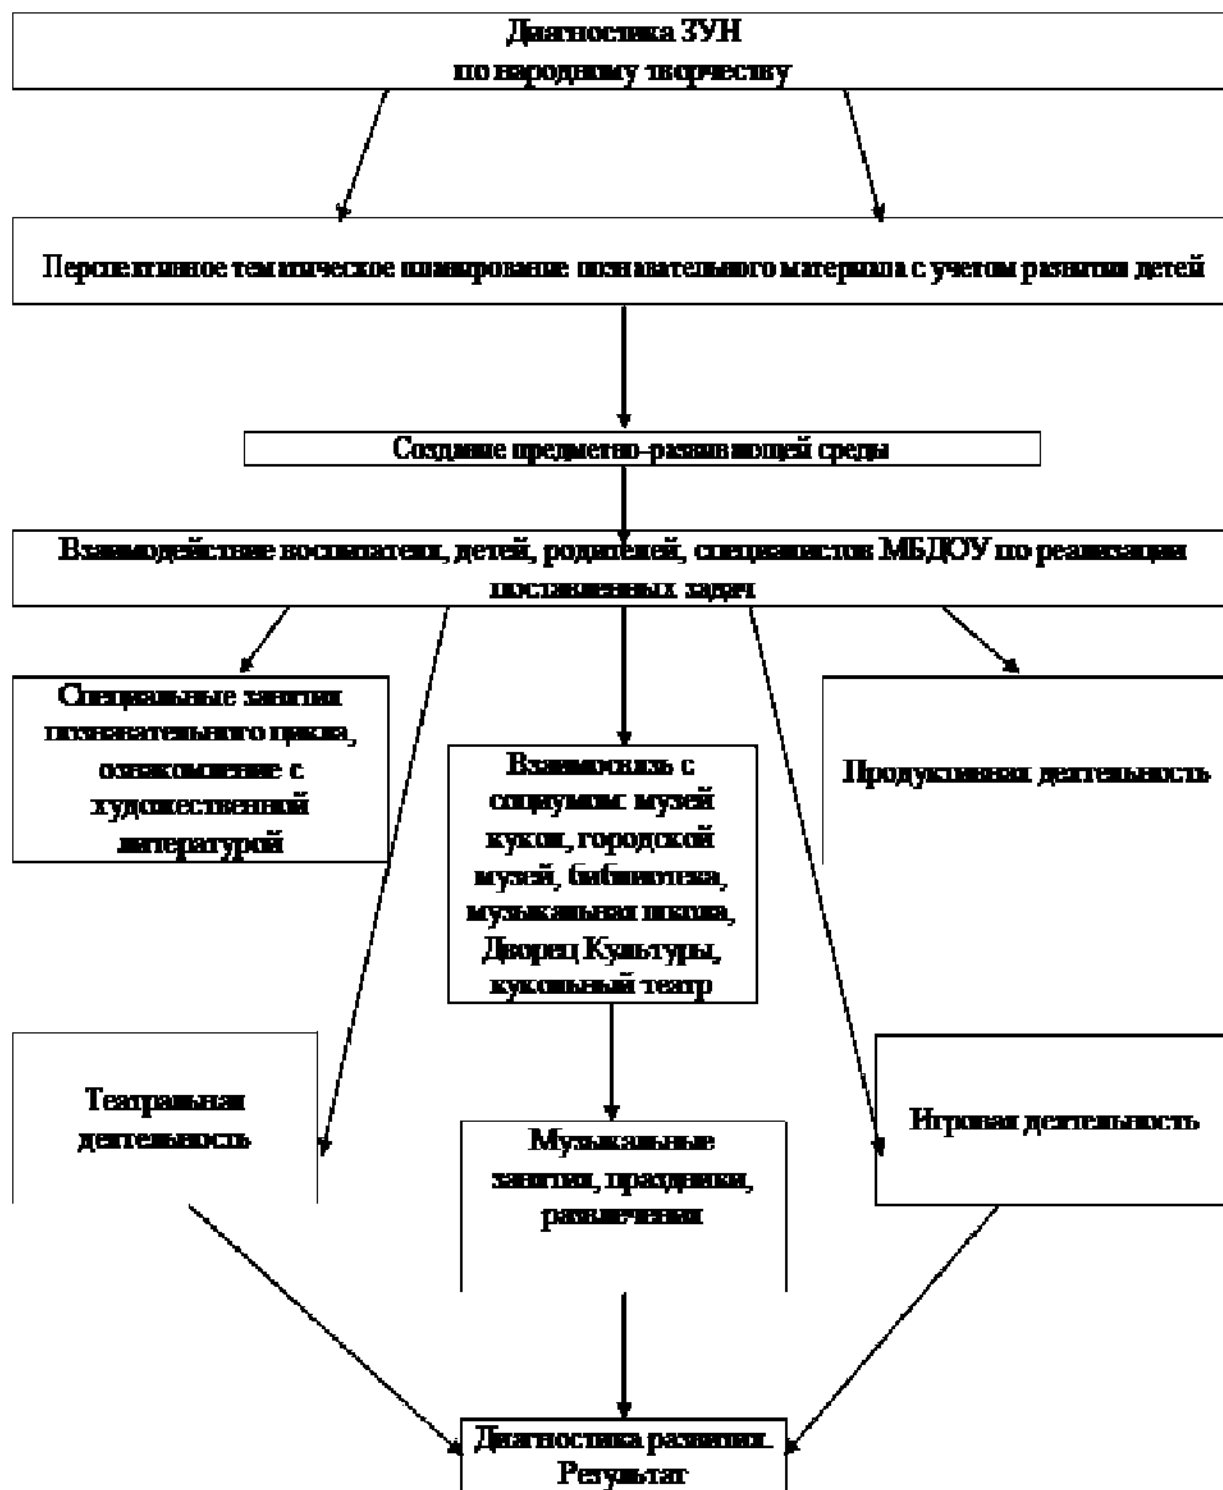 Диагностика ЗУН
по народному творчеству
Перспективное тематическое планирование познавательного материала с учетом развития детей
Создание предметно-развивающей среды
Взаимодействие воспитателя, детей, родителей, специалистов МБДОУ по реализации
поставленных задач
Специальные занятия
познавательного цикла,
ознакомление с
художественной
литературой
Взаимосвязь с
социумом: музей
кукол, городской
музей, библиотека,
музыкальная школа,
Дворец Культуры,
кукольный театр
Продуктивная деятельность
Театральная
деятельность
Музыкальные
занятия, праздники,
развлечения
Игровая деятельность
Диагностика развития.
Результат